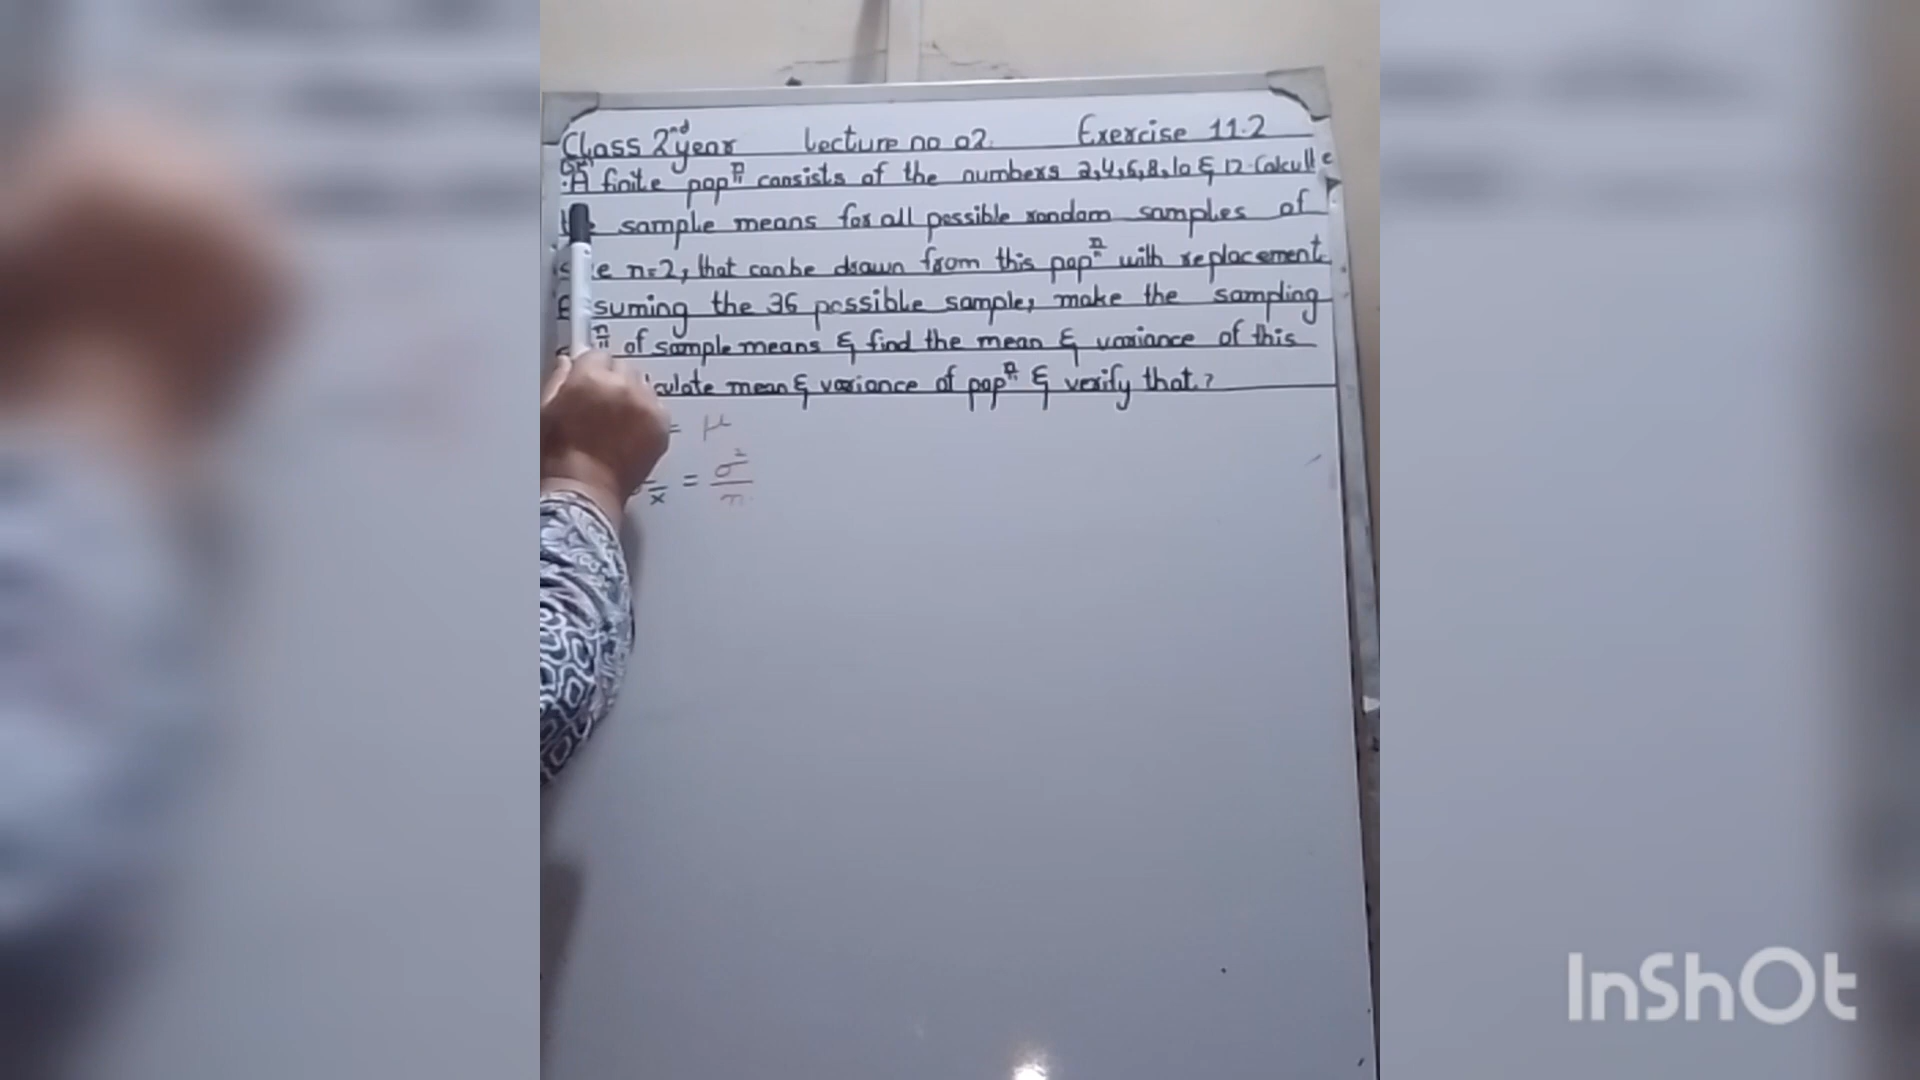 Class 2nd year Lecture no 02. Exercise 11.2
A finite popⁿ consists of the numbers 2,4,6,8,10 & 12. Calcul
sample means for all possible random samples of
n=2, that can be drawn from this popⁿ with replacement.
the 36 possible sample, make the sampling
of sample means & find the mean & variance of this
mean & variance of popⁿ & verify that?
= μ
x̄ = σ²/n
InShOt